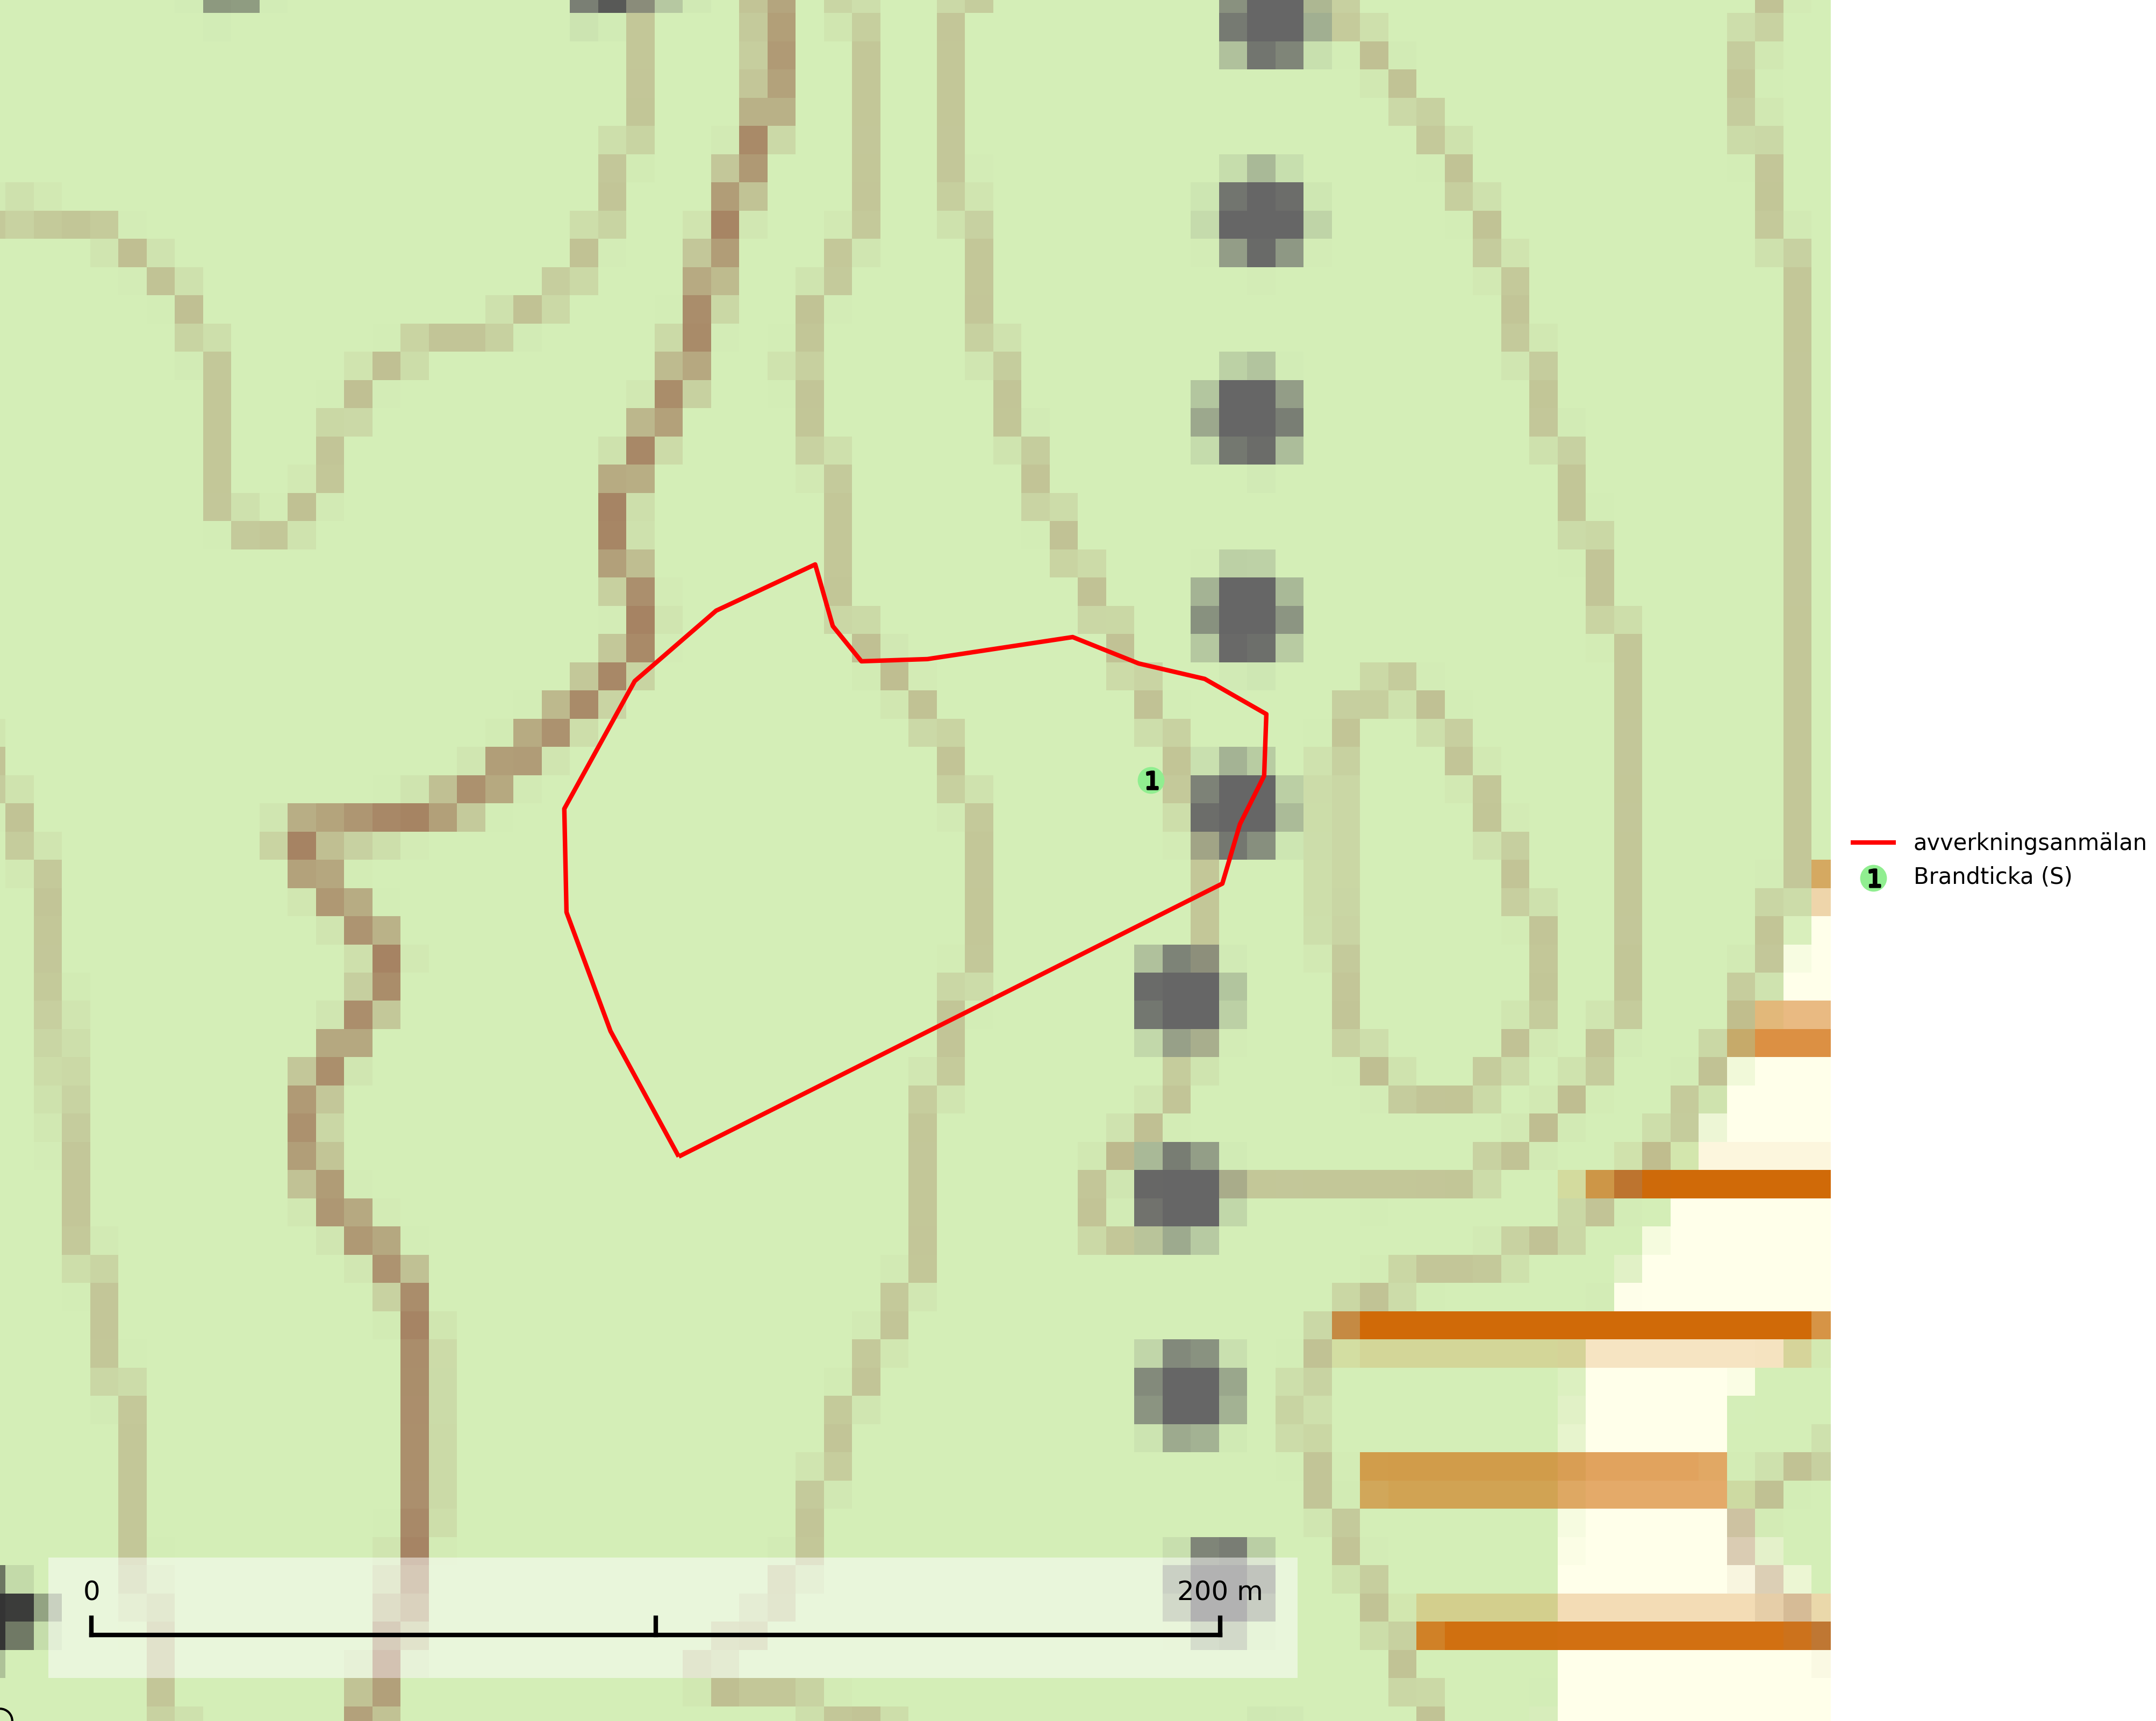 1
avverkningsanmälan
1 Brandticka (S)
0 200 m